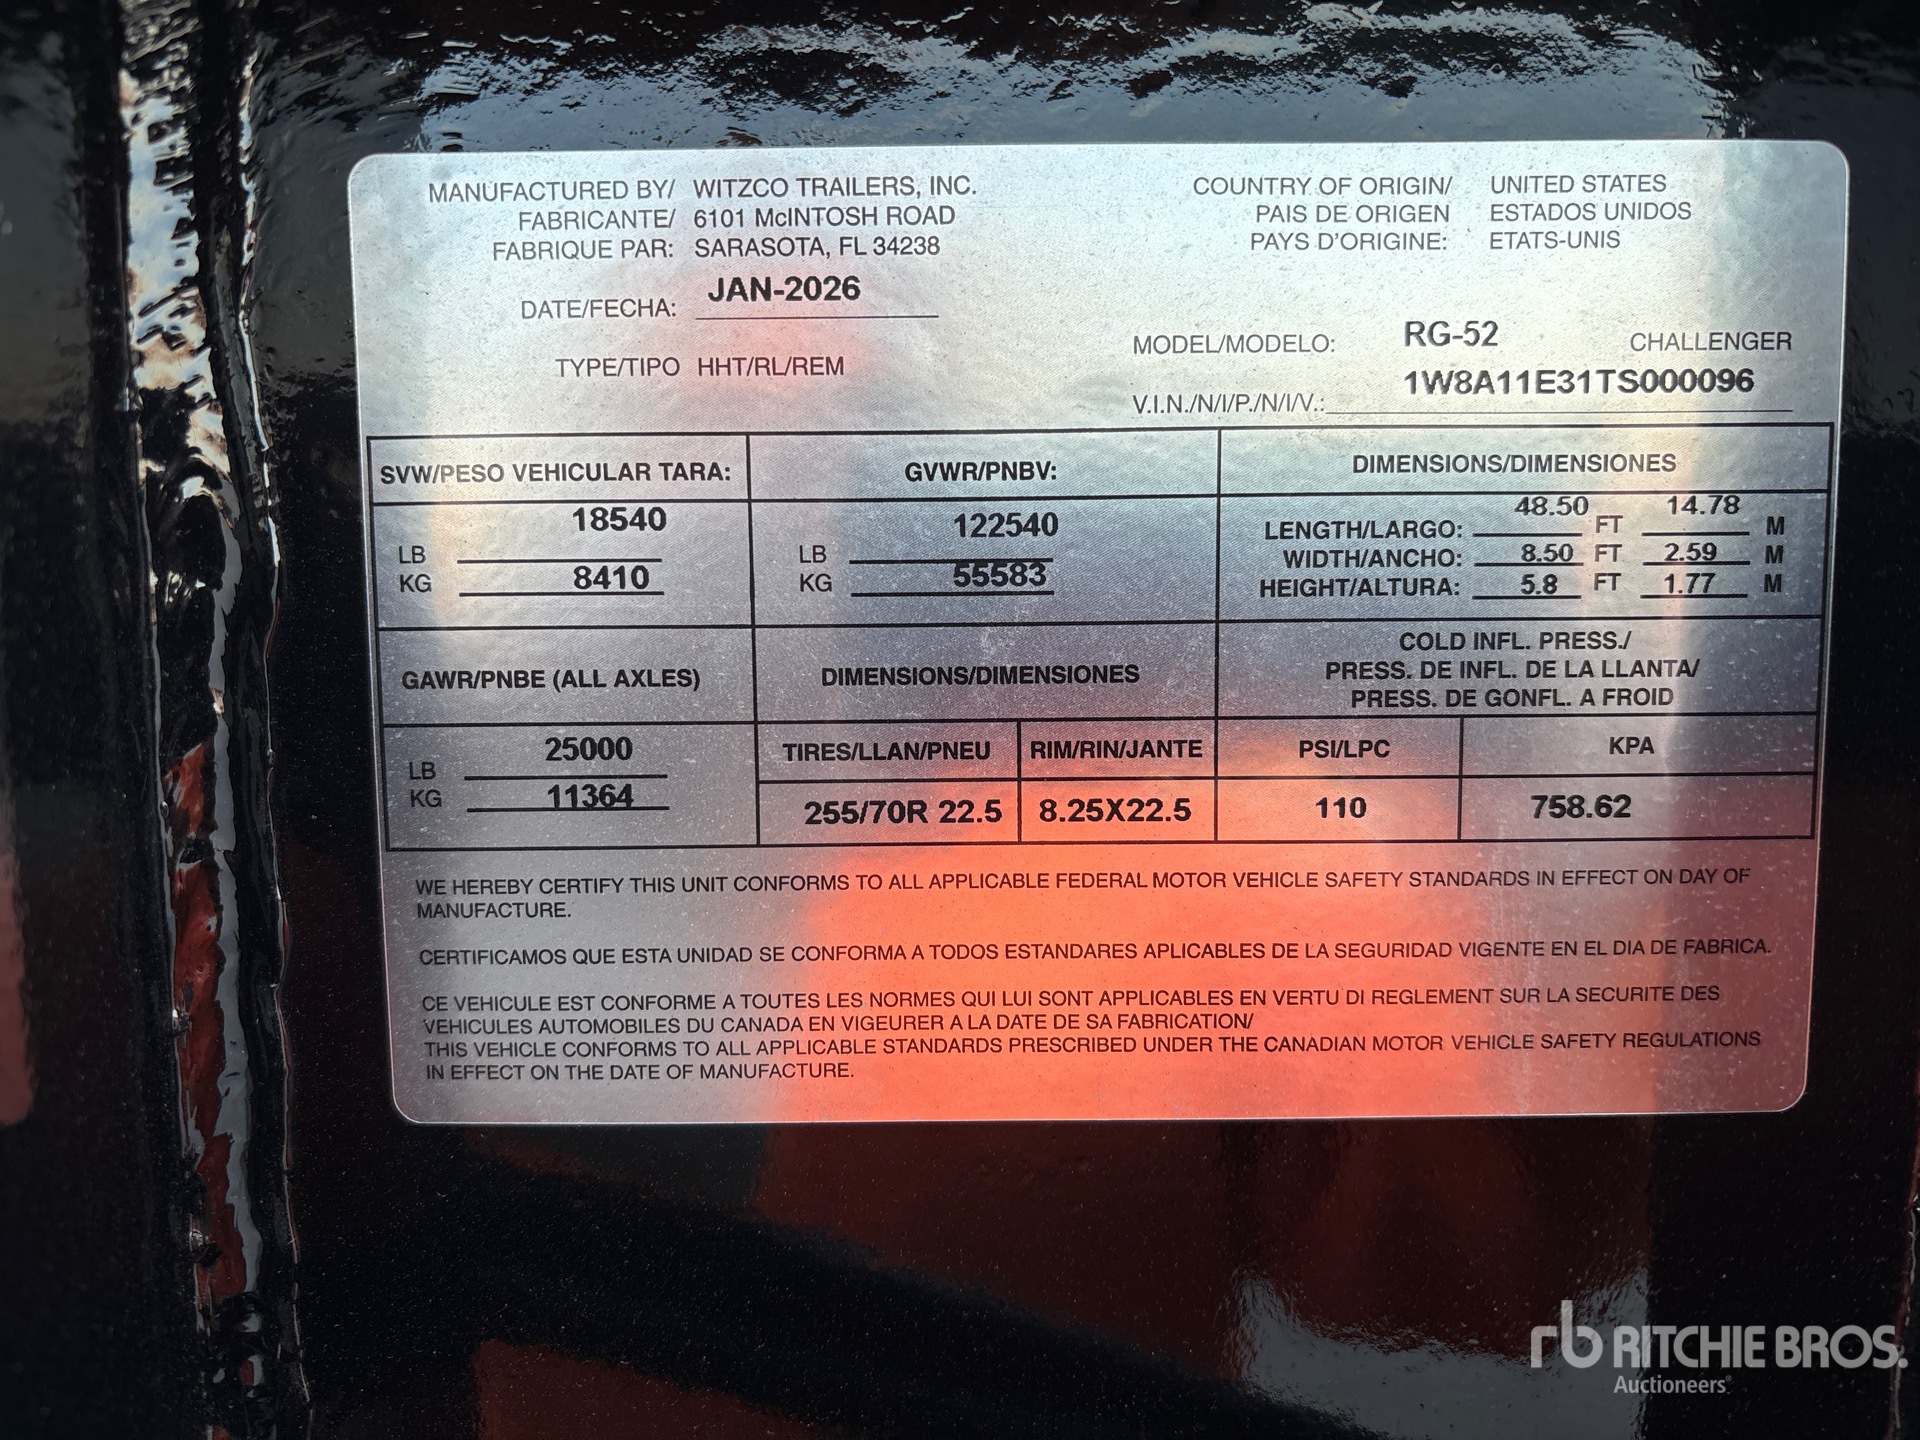 MANUFACTURED BY/ WITZCO TRAILERS, INC.
FABRICANTE/ 6101 McINTOSH ROAD
FABRIQUE PAR: SARASOTA, FL 34238
COUNTRY OF ORIGIN/ UNITED STATES
PAIS DE ORIGEN ESTADOS UNIDOS
PAYS D'ORIGINE: ETATS-UNIS
DATE/FECHA: JAN-2026
TYPE/TIPO HHT/RL/REM
MODEL/MODELO: RG-52 CHALLENGER
V.I.N./N/I/P./N/I/V.: 1W8A11E31TS000096
SVW/PESO VEHICULAR TARA: GVWR/PNBV: DIMENSIONS/DIMENSIONES
LB 18540
KG 8410
LB 122540
KG 55583
LENGTH/LARGO: 48.50 FT 14.78 M
WIDTH/ANCHO: 8.50 FT 2.59 M
HEIGHT/ALTURA: 5.8 FT 1.77 M
GAWR/PNBE (ALL AXLES)
DIMENSIONS/DIMENSIONES
COLD INFL. PRESS./
PRESS. DE INFL. DE LA LLANTA/
PRESS. DE GONFL. A FROID
LB 25000
KG 11364
TIRES/LLAN/PNEU RIM/RIN/JANTE PSI/LPC KPA
255/70R 22.5 8.25X22.5 110 758.62
WE HEREBY CERTIFY THIS UNIT CONFORMS TO ALL APPLICABLE FEDERAL MOTOR VEHICLE SAFETY STANDARDS IN EFFECT ON DAY OF
MANUFACTURE.
CERTIFICAMOS QUE ESTA UNIDAD SE CONFORMA A TODOS ESTANDARES APLICABLES DE LA SEGURIDAD VIGENTE EN EL DIA DE FABRICA.
CE VEHICULE EST CONFORME A TOUTES LES NORMES QUI LUI SONT APPLICABLES EN VERTU DI REGLEMENT SUR LA SECURITE DES
VEHICULES AUTOMOBILES DU CANADA EN VIGEURER A LA DATE DE SA FABRICATION/
THIS VEHICLE CONFORMS TO ALL APPLICABLE STANDARDS PRESCRIBED UNDER THE CANADIAN MOTOR VEHICLE SAFETY REGULATIONS
IN EFFECT ON THE DATE OF MANUFACTURE.
rb RITCHIE BROS.
Auctioneers